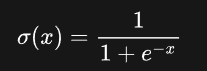 σ(x) = 1 / (1 + e^{-x})